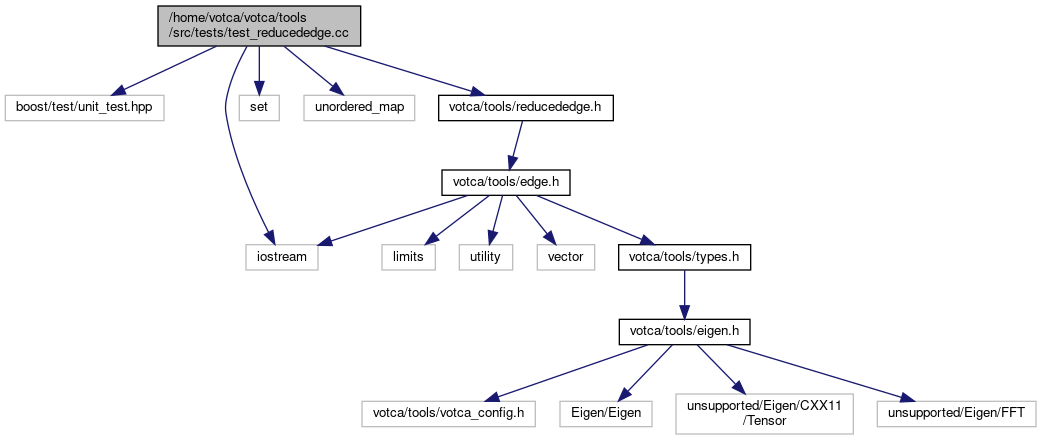 /home/votca/votca/tools
/src/tests/test_reducededge.cc
boost/test/unit_test.hpp
set
unordered_map
votca/tools/reducededge.h
votca/tools/edge.h
iostream
limits
utility
vector
votca/tools/types.h
votca/tools/eigen.h
votca/tools/votca_config.h
Eigen/Eigen
unsupported/Eigen/CXX11
/Tensor
unsupported/Eigen/FFT